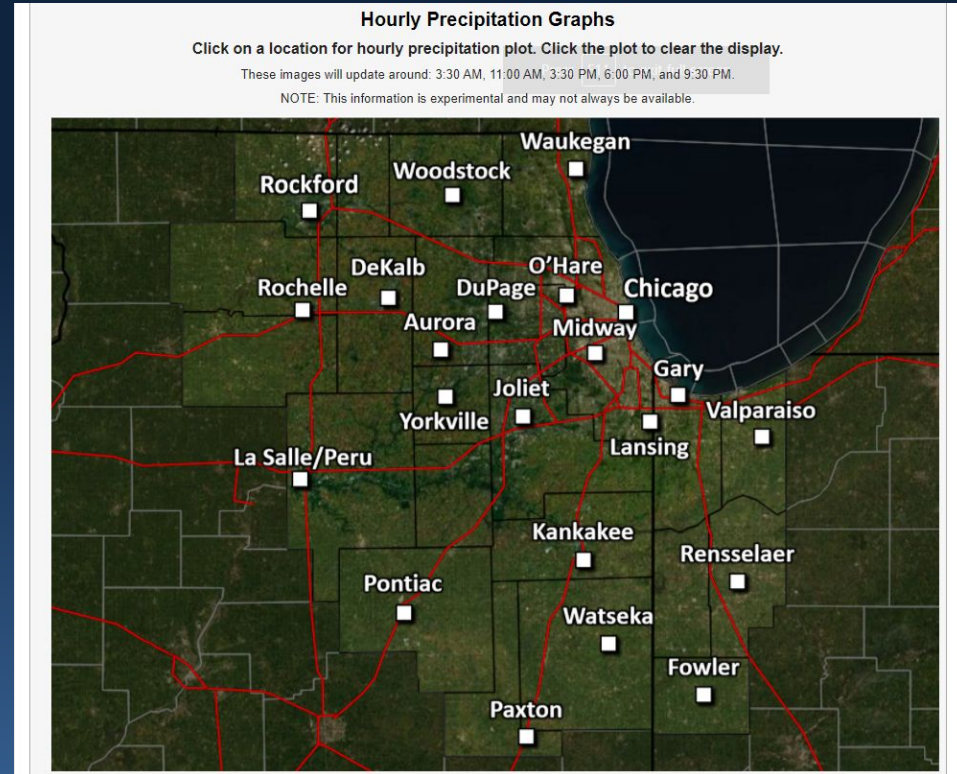 Hourly Precipitation Graphs
Click on a location for hourly precipitation plot. Click the plot to clear the display.
These images will update around: 3:30 AM, 11:00 AM, 3:30 PM, 6:00 PM, and 9:30 PM.
NOTE: This information is experimental and may not always be available.
Waukegan
Woodstock
Rockford
O'Hare
DeKalb
Rochelle
DuPage
Chicago
Aurora
Midway
Gary
Joliet
Valparaiso
Yorkville
Lansing
La Salle/Peru
Kankakee
Rensselaer
Pontiac
Watseka
Fowler
Paxton